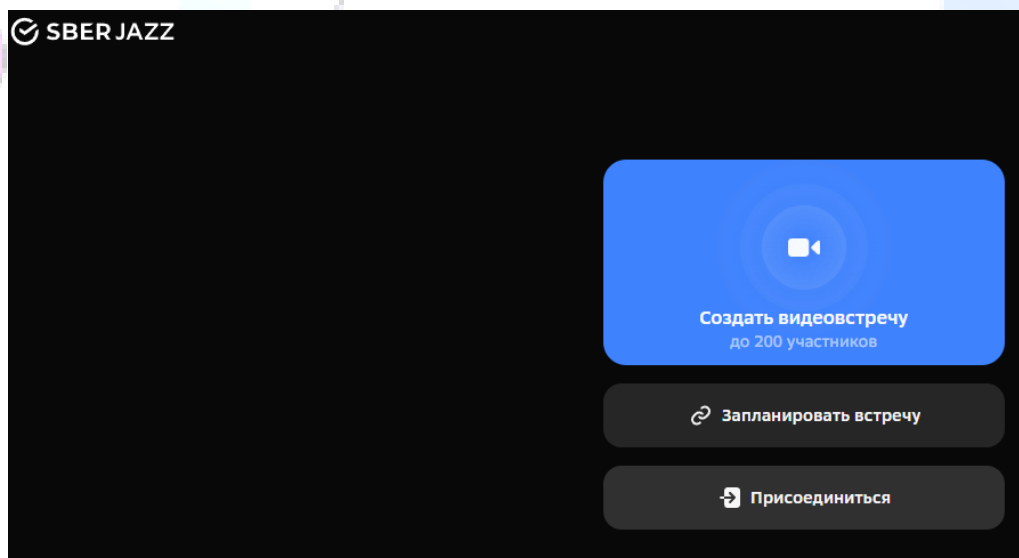 SBER JAZZ
Создать видеовстречу
до 200 участников
Запланировать встречу
Присоединиться